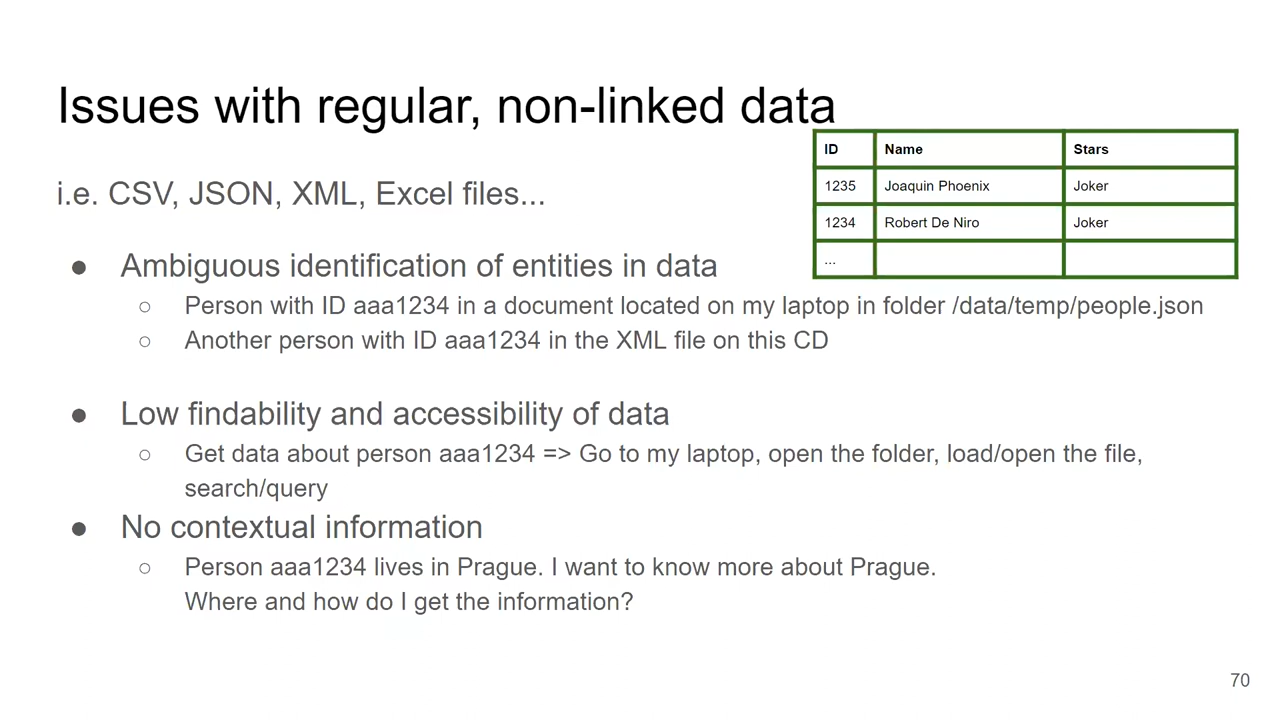 Issues with regular, non-linked data
i.e. CSV, JSON, XML, Excel files...
ID Name Stars
1235 Joaquin Phoenix Joker
1234 Robert De Niro Joker
...
● Ambiguous identification of entities in data
○ Person with ID aaa1234 in a document located on my laptop in folder /data/temp/people.json
○ Another person with ID aaa1234 in the XML file on this CD
● Low findability and accessibility of data
○ Get data about person aaa1234 => Go to my laptop, open the folder, load/open the file,
search/query
● No contextual information
○ Person aaa1234 lives in Prague. I want to know more about Prague.
Where and how do I get the information?
70